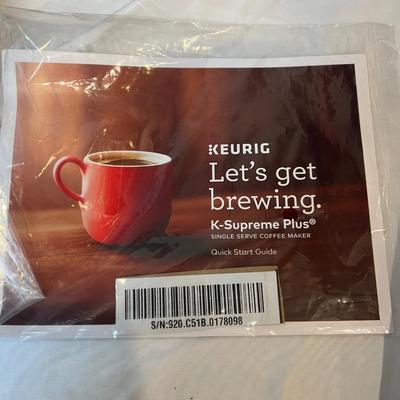 KEURIG
Let's get
brewing.
K-Supreme Plus®
SINGLE SERVE COFFEE MAKER
Quick Start Guide
S/N:920.C51B.0178098